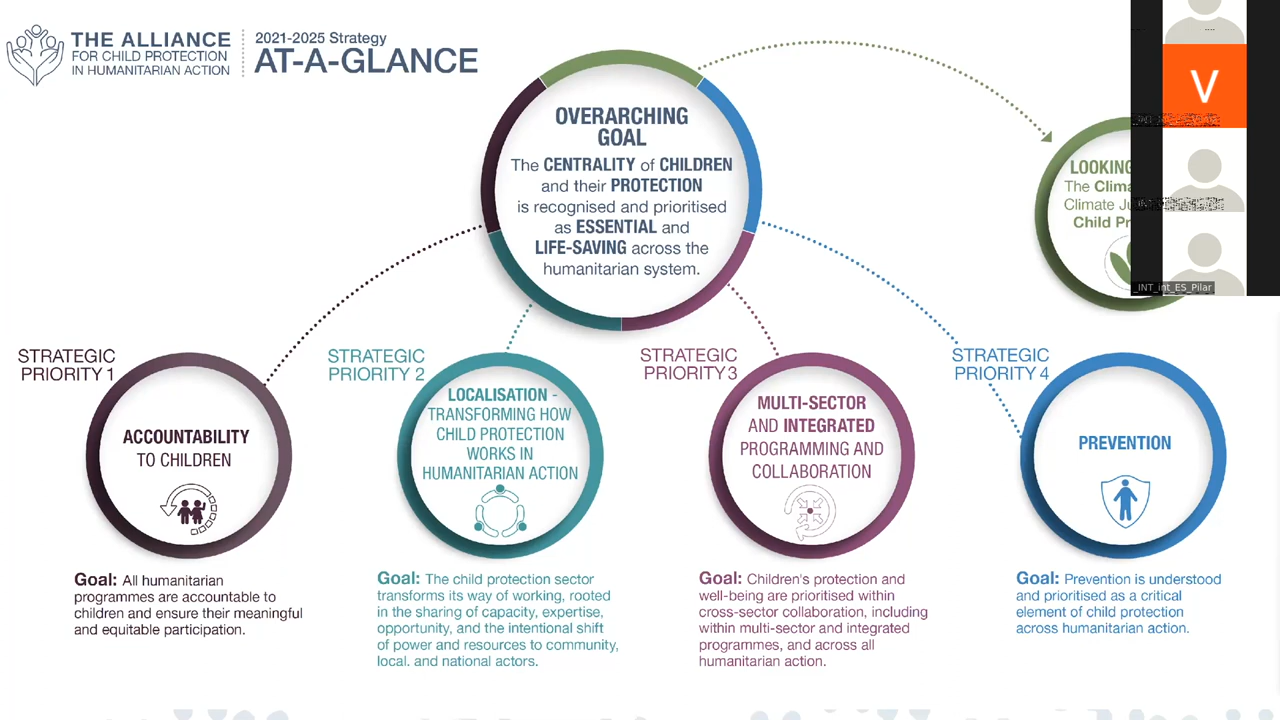 THE ALLIANCE
FOR CHILD PROTECTION
IN HUMANITARIAN ACTION
2021-2025 Strategy
AT-A-GLANCE
OVERARCHING
GOAL
The CENTRALITY of CHILDREN
and their PROTECTION
is recognised and prioritised
as ESSENTIAL and
LIFE-SAVING across the
humanitarian system.
LOOKING
The
Climate
Child
V
_INT_int_ES_Pilar
STRATEGIC
PRIORITY 1
ACCOUNTABILITY
TO CHILDREN
Goal: All humanitarian
programmes are accountable to
children and ensure their meaningful
and equitable participation.
STRATEGIC
PRIORITY 2
LOCALISATION -
TRANSFORMING HOW
CHILD PROTECTION
WORKS IN
HUMANITARIAN ACTION
Goal: The child protection sector
transforms its way of working, rooted
in the sharing of capacity, expertise,
opportunity, and the intentional shift
of power and resources to community,
local. and national actors.
STRATEGIC
PRIORITY 3
MULTI-SECTOR
AND INTEGRATED
PROGRAMMING AND
COLLABORATION
Goal: Children's protection and
well-being are prioritised within
cross-sector collaboration, including
within multi-sector and integrated
programmes, and across all
humanitarian action.
STRATEGIC
PRIORITY 4
PREVENTION
Goal: Prevention is understood
and prioritised as a critical
element of child protection
across humanitarian action.